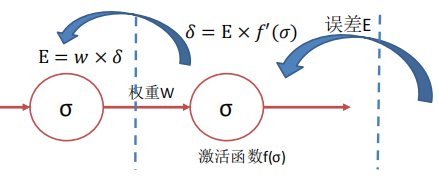 δ = E × f′(σ)
误差E
E = w × δ
权重W
σ
σ
激活函数f(σ)